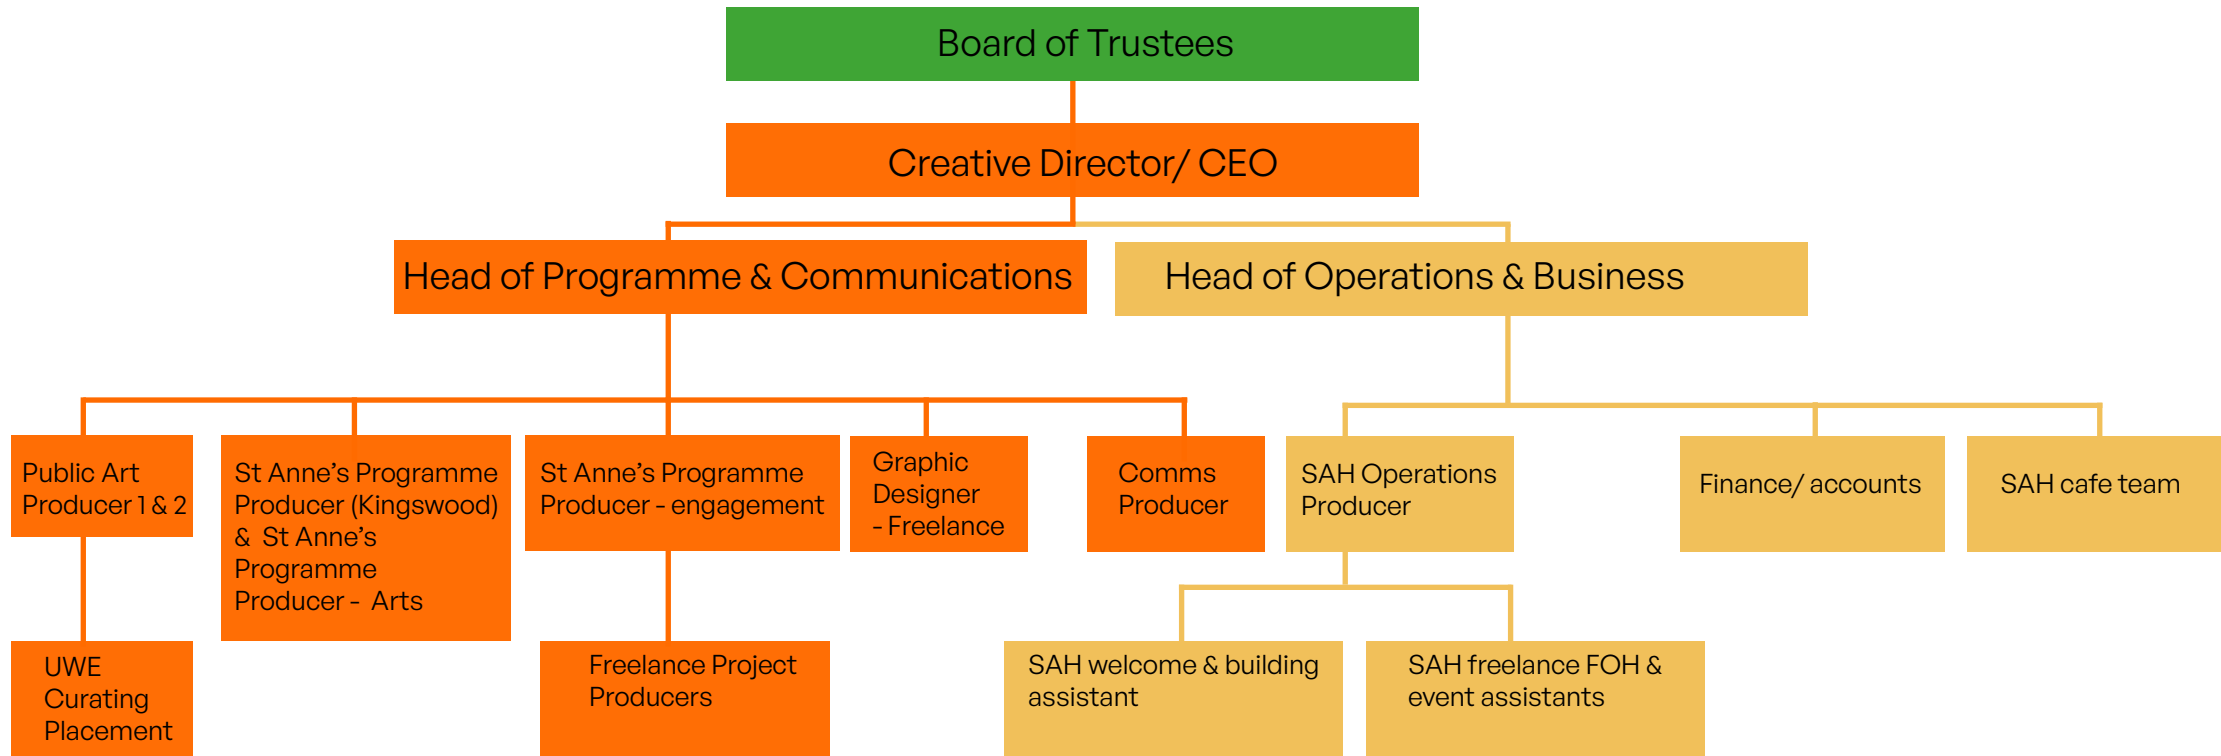 Board of Trustees
Creative Director/ CEO
Head of Programme & Communications
Head of Operations & Business
Public Art
Producer 1 & 2
St Anne’s Programme
Producer (Kingswood)
&  St Anne’s
Programme
Producer -  Arts
St Anne’s Programme
Producer - engagement
Graphic
Designer
- Freelance
Comms
Producer
SAH Operations
Producer
Finance/ accounts
SAH cafe team
UWE
Curating
Placement
Freelance Project
Producers
SAH welcome & building
assistant
SAH freelance FOH &
event assistants